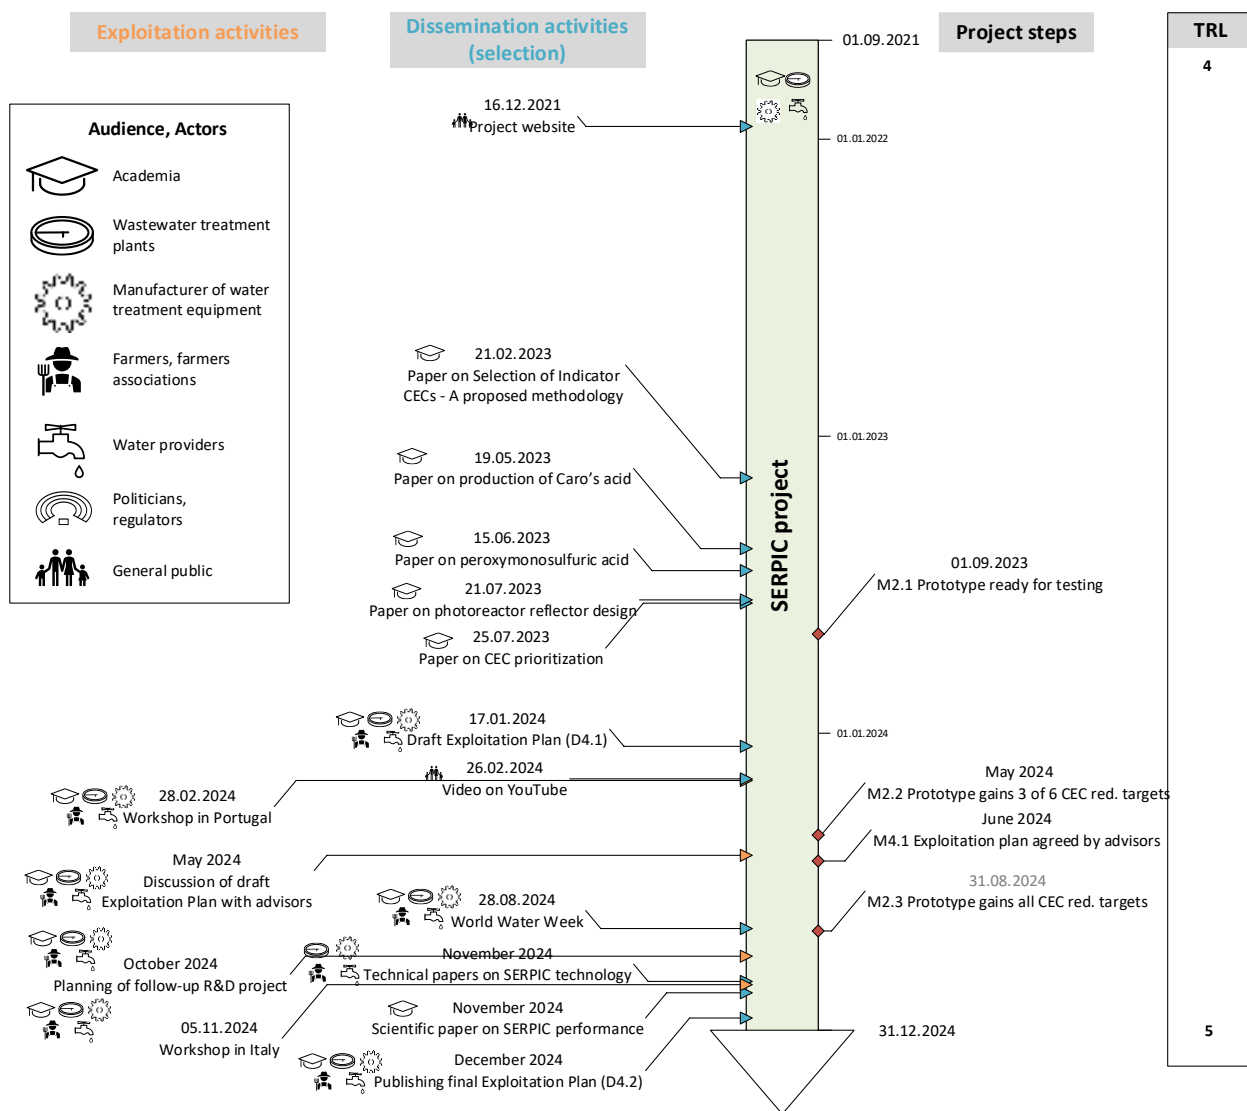 Exploitation activities
Dissemination activities
(selection)
Project steps
TRL
01.09.2021
4
16.12.2021
Project website
01.01.2022
Audience, Actors
Academia
Wastewater treatment
plants
Manufacturer of water
treatment equipment
Farmers, farmers
associations
Water providers
Politicians,
regulators
General public
21.02.2023
Paper on Selection of Indicator
CECs - A proposed methodology
01.01.2023
19.05.2023
Paper on production of Caro's acid
SERPIC project
15.06.2023
Paper on peroxymonosulfuric acid
21.07.2023
Paper on photoreactor reflector design
25.07.2023
Paper on CEC prioritization
01.09.2023
M2.1 Prototype ready for testing
17.01.2024
Draft Exploitation Plan (D4.1)
01.01.2024
26.02.2024
Video on YouTube
28.02.2024
Workshop in Portugal
May 2024
M2.2 Prototype gains 3 of 6 CEC red. targets
June 2024
M4.1 Exploitation plan agreed by advisors
May 2024
Discussion of draft
Exploitation Plan with advisors
31.08.2024
M2.3 Prototype gains all CEC red. targets
28.08.2024
World Water Week
October 2024
Planning of follow-up R&D project
November 2024
Technical papers on SERPIC technology
05.11.2024
Workshop in Italy
November 2024
Scientific paper on SERPIC performance
December 2024
Publishing final Exploitation Plan (D4.2)
31.12.2024
5